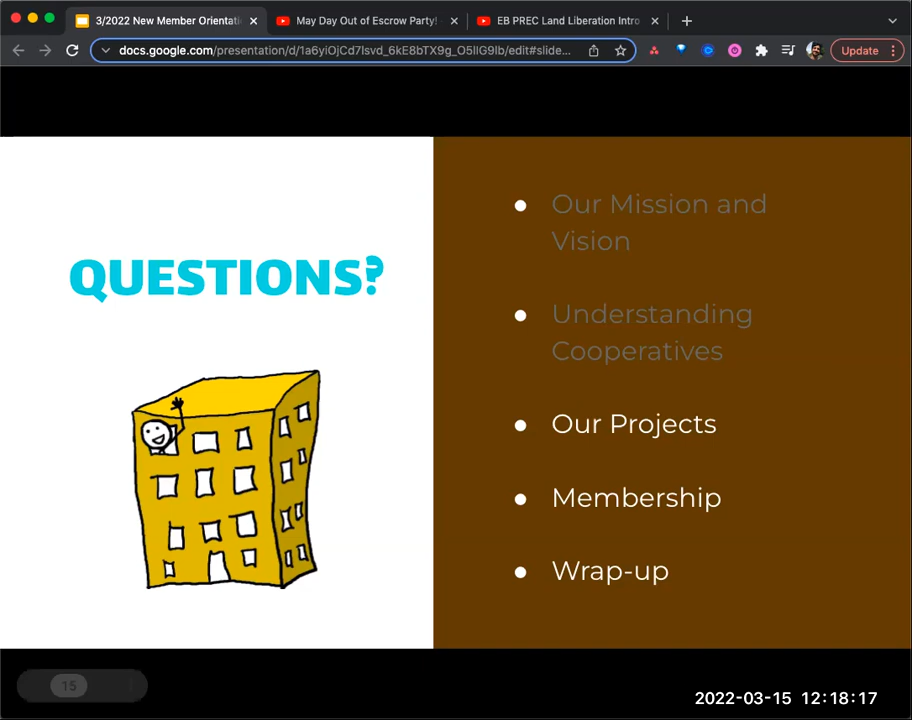 3/2022 New Member Orientati
May Day Out of Escrow Party!
EB PREC Land Liberation Intro
docs.google.com/presentation/d/1a6yiOjCd7lsvd_6kE8bTX9g_O5llG9lb/edit#slide...
Update
QUESTIONS?
Our Mission and
Vision
Understanding
Cooperatives
Our Projects
Membership
Wrap-up
15
2022-03-15 12:18:17